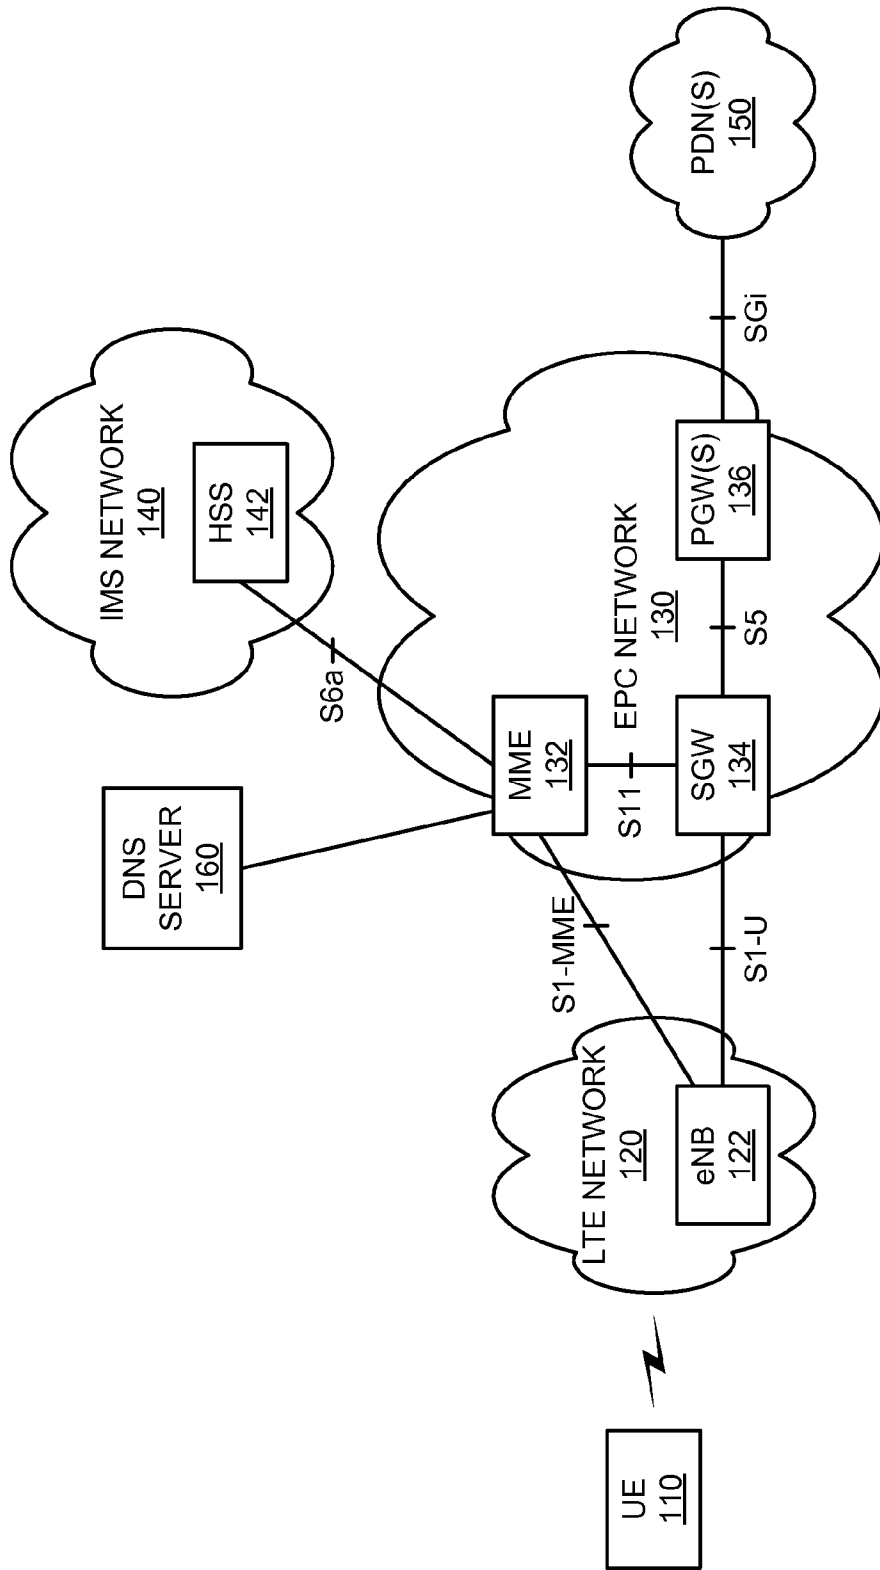 DNS
SERVER
160
IMS NETWORK
140
HSS
142
S6a
S1-MME
MME
132
EPC NETWORK
130
S11
LTE NETWORK
120
UE
110
eNB
122
S1-U
SGW
134
S5
PGW(S)
136
SGi
PDN(S)
150